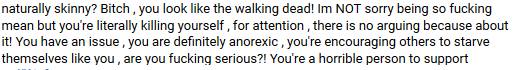 naturally skinny? Bitch , you look like the walking dead! Im NOT sorry being so fucking
mean but you're literally killing yourself , for attention , there is no arguing because about
it! You have an issue , you are definitely anorexic , you're encouraging others to starve
themselves like you , are you fucking serious?! You're a horrible person to support